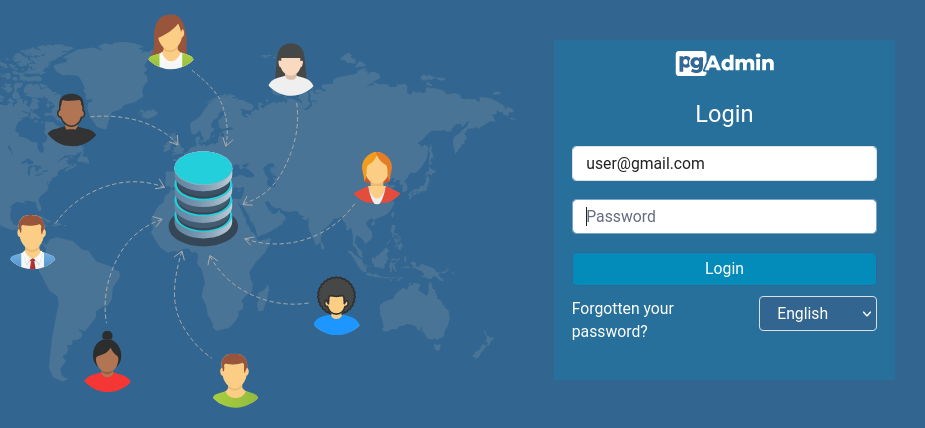 pgAdmin
Login
user@gmail.com
Password
Login
Forgotten your
password?
English